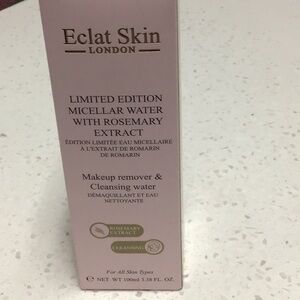 Eclat Skin
LONDON
LIMITED EDITION
MICELLAR WATER
WITH ROSEMARY
EXTRACT
ÉDITION LIMITÉE EAU MICELLAIRE
À L'EXTRAIT DE ROMARIN
DE ROMARIN
Makeup remover &
Cleansing water
DÉMAQUILLANT ET EAU
NETTOYANTE
ROSEMARY
EXTRACT
CLEANSING
For All Skin Types
℮ NET WT 100ml 3.38 FL. OZ.